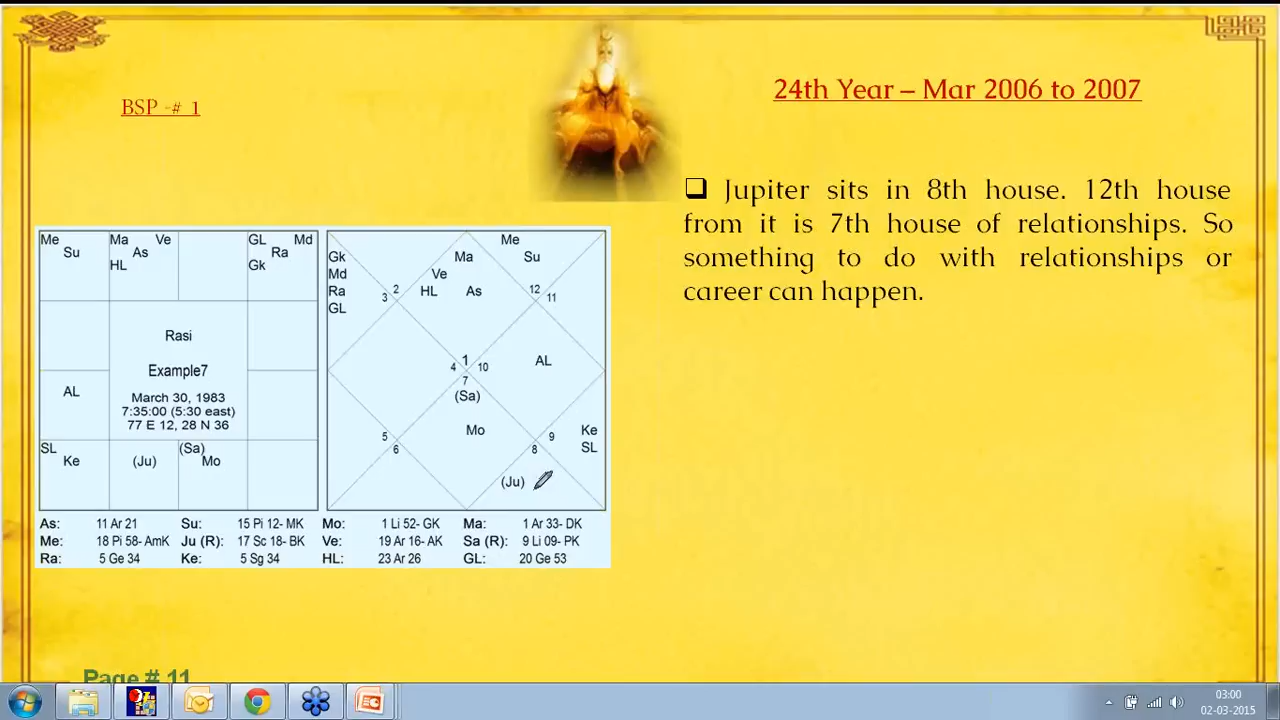 BSP -# 1
24th Year – Mar 2006 to 2007
Jupiter sits in 8th house. 12th house
from it is 7th house of relationships. So
something to do with relationships or
career can happen.
Me Su
Ma Ve
As
HL
GL Md
Ra
Gk
Rasi
Example7
March 30, 1983
7:35:00 (5:30 east)
77 E 12, 28 N 36
AL
SL
Ke
(Ju)
(Sa)
Mo
Gk
Md
Ra
GL
3 2
Ma
Ve
HL As
Me
Su
12
11
AL
1
4 10
7
(Sa)
Mo
5
6
9
8
Ke
SL
(Ju)
As: 11 Ar 21 Su: 15 Pi 12- MK Mo: 1 Li 52- GK Ma: 1 Ar 33- DK
Me: 18 Pi 58- AmK Ju (R): 17 Sc 18- BK Ve: 19 Ar 16- AK Sa (R): 9 Li 09- PK
Ra: 5 Ge 34 Ke: 5 Sg 34 HL: 23 Ar 26 GL: 20 Ge 53
Page # 11
03:00
02-03-2015